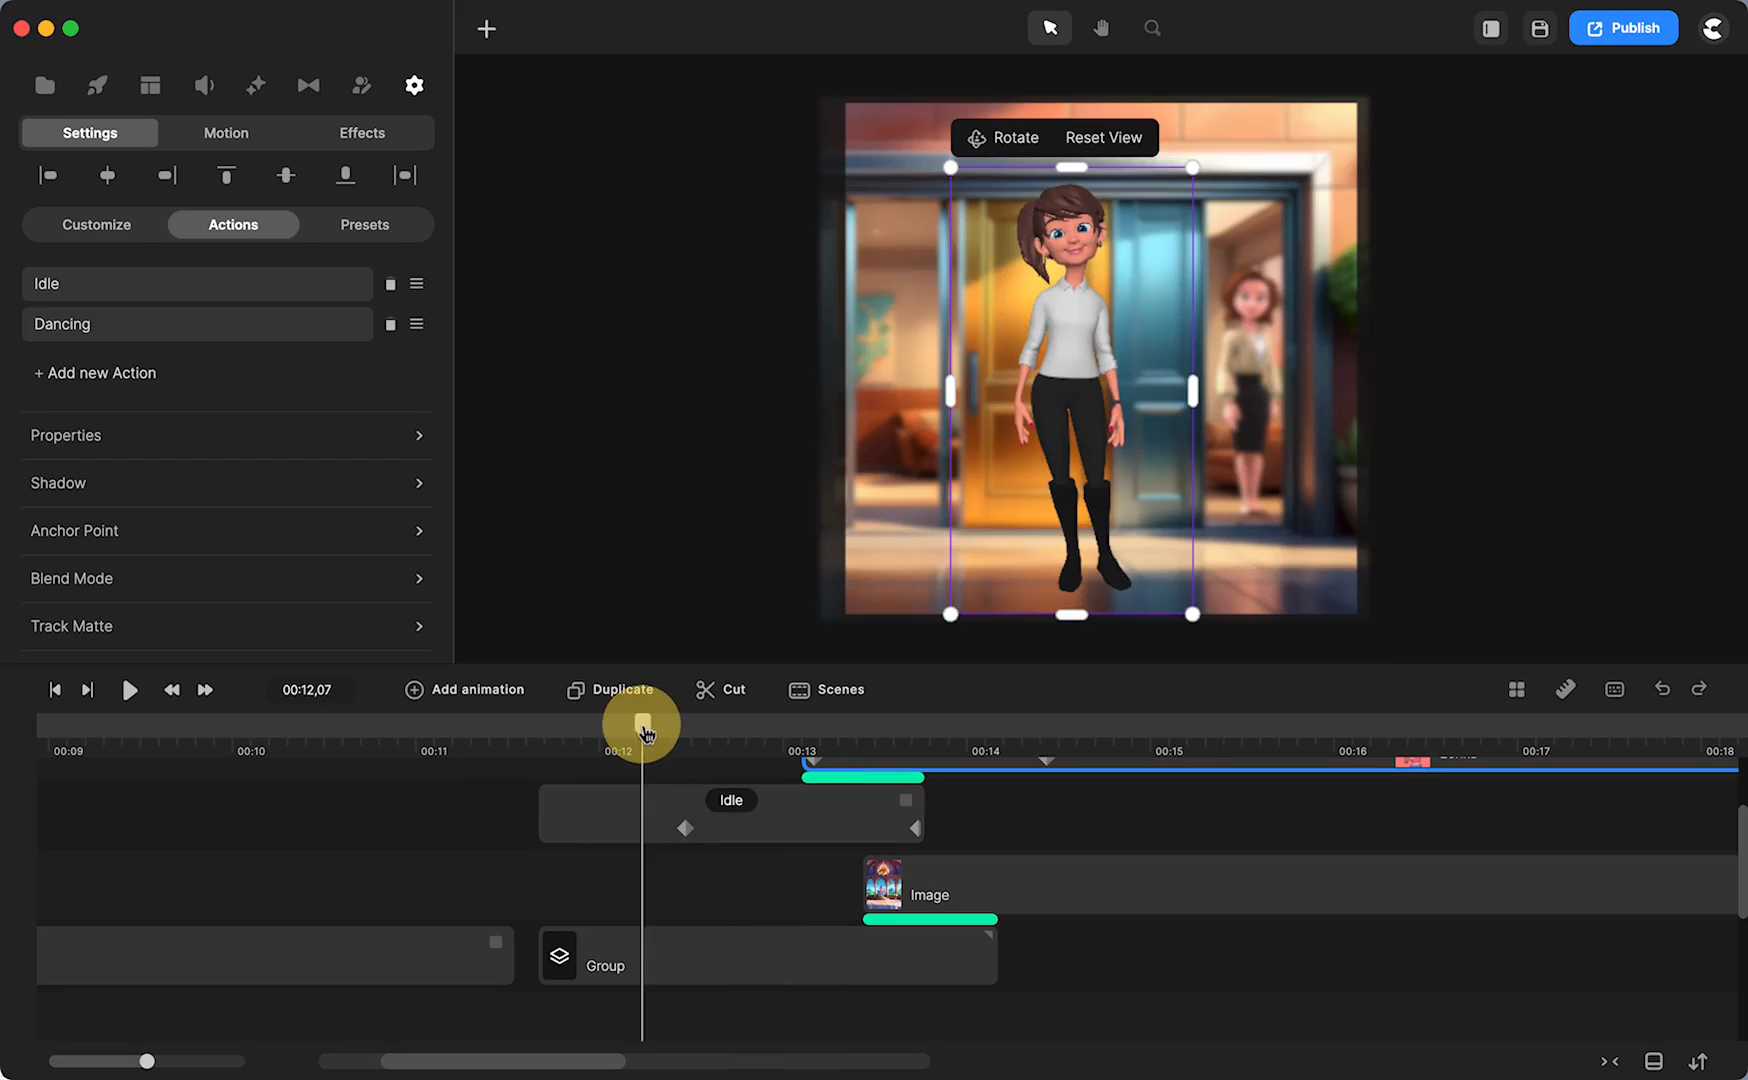 Publish
Settings
Motion
Effects
Customize
Actions
Presets
Idle
Dancing
+ Add new Action
Properties
Shadow
Anchor Point
Blend Mode
Track Matte
Rotate
Reset View
00:12,07
Add animation
Duplicate
Cut
Scenes
00:09
00:10
00:11
00:12
00:13
00:14
00:15
00:16
00:17
00:18
Idle
Image
Group